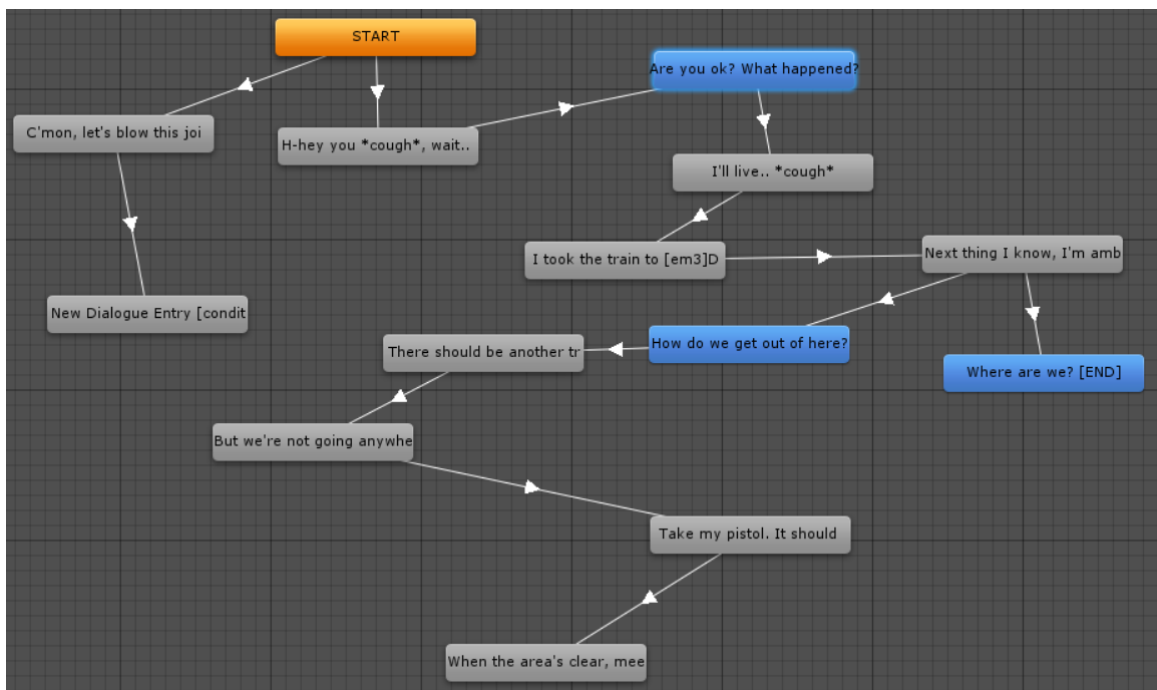 START
Are you ok? What happened?
C'mon, let's blow this joi
H-hey you *cough*, wait..
I'll live.. *cough*
I took the train to [em3]D
Next thing I know, I'm amb
New Dialogue Entry [condit
How do we get out of here?
There should be another tr
Where are we? [END]
But we're not going anywhe
Take my pistol. It should
When the area's clear, mee